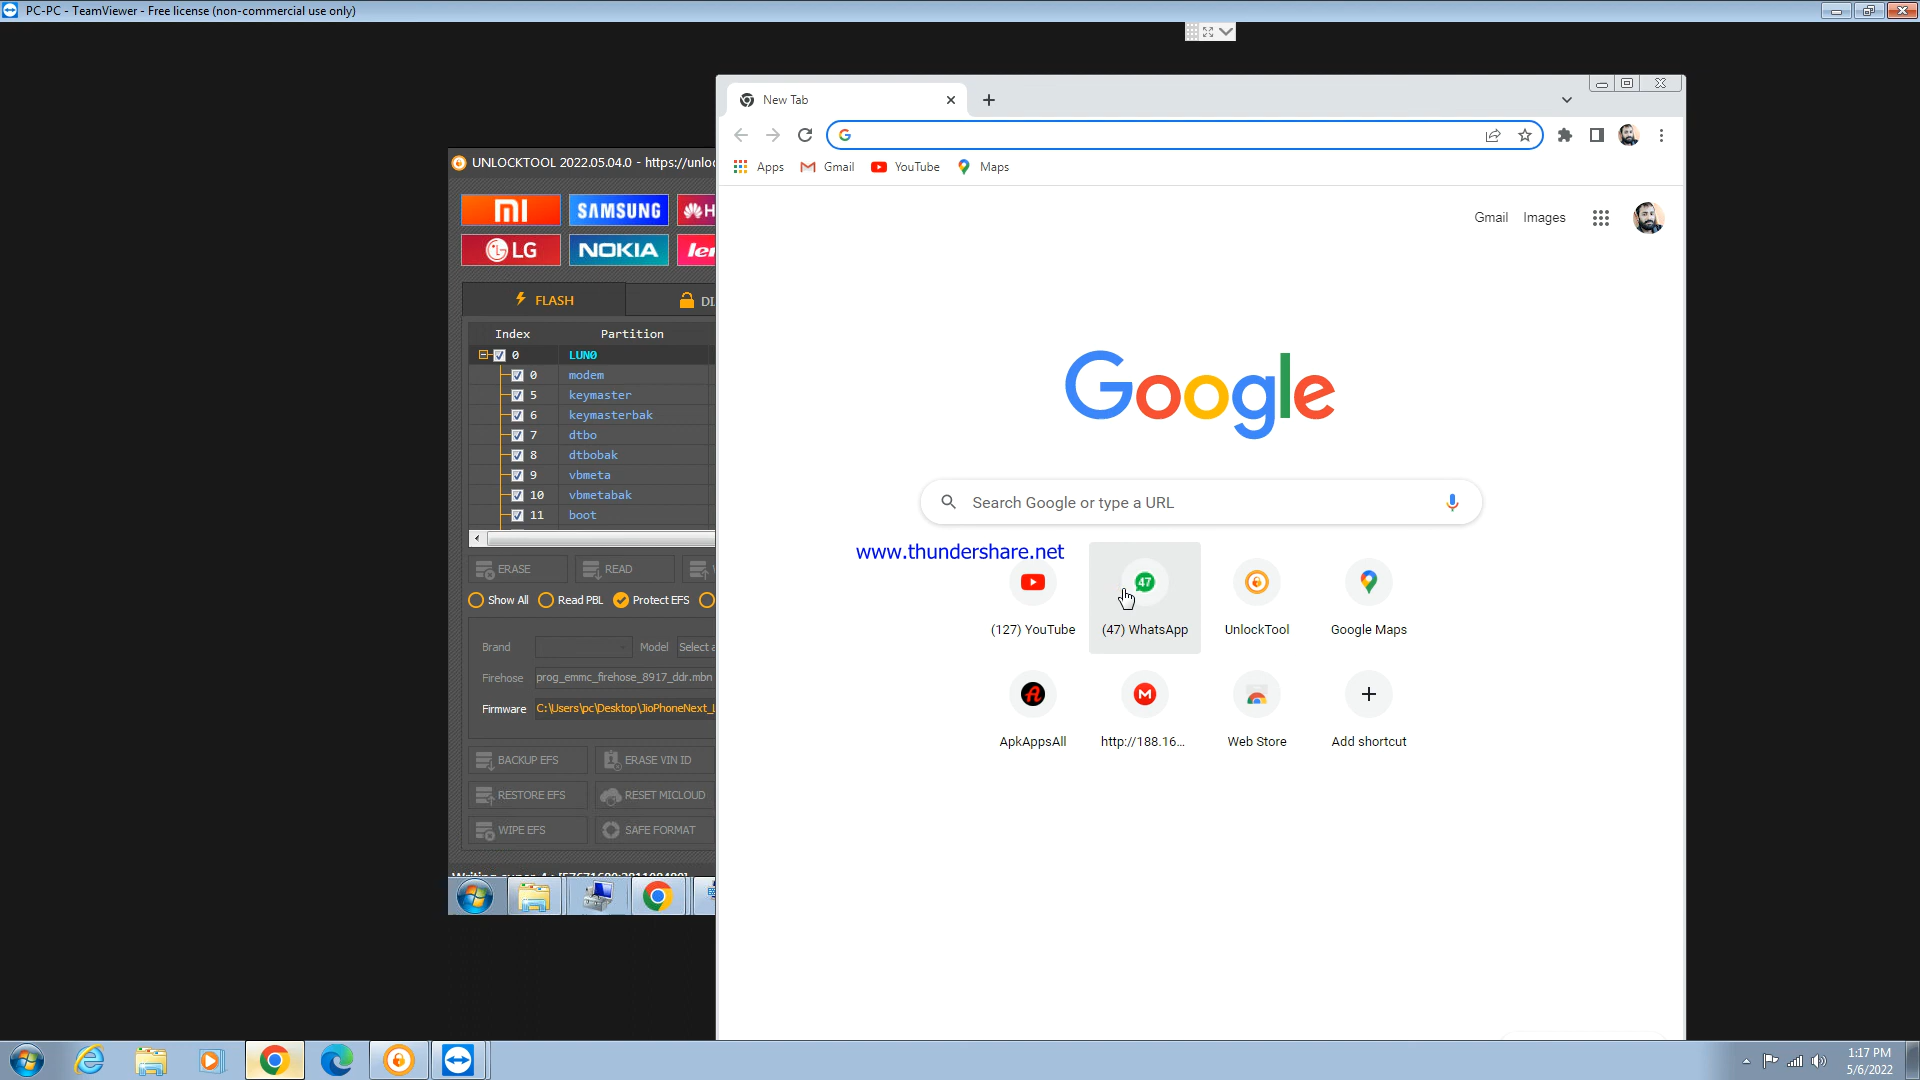 PC-PC - TeamViewer - Free license (non-commercial use only)
New Tab
Apps
Gmail
YouTube
Maps
Gmail Images
Google
Search Google or type a URL
www.thundershare.net
47
(127) YouTube
(47) WhatsApp
UnlockTool
Google Maps
ApkAppsAll
http://188.16...
Web Store
Add shortcut
UNLOCKTOOL 2022.05.04.0 - https://unloc
SAMSUNG
H
LG
NOKIA
len
FLASH
DI
Index Partition
0 LUN0
0 modem
5 keymaster
6 keymasterbak
7 dtbo
8 dtbobak
9 vbmeta
10 vbmetabak
11 boot
ERASE
READ
Show All
Read PBL
Protect EFS
Brand
Model
Select a
Firehose
prog_emmc_firehose_8917_ddr.mbn
Firmware
C:\Users\pc\Desktop\JioPhoneNext_
BACKUP EFS
ERASE VIN ID
RESTORE EFS
RESET MICLOUD
WIPE EFS
SAFE FORMAT
1:17 PM
5/6/2022